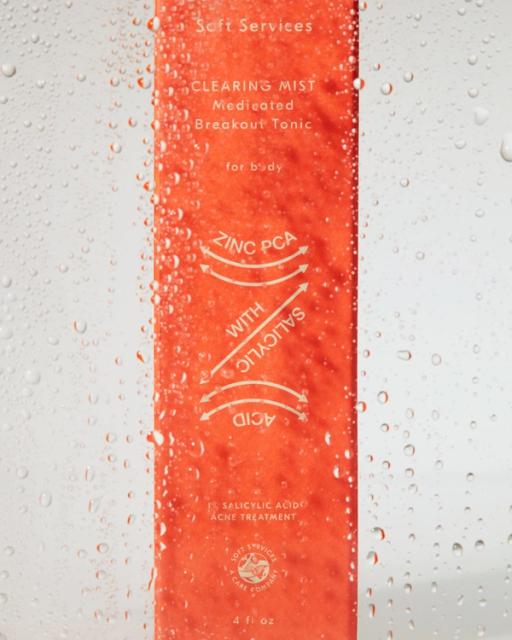 Soft Services
CLEARING MIST
Medicated
Breakout Tonic
for body
ZINC PCA
WITH
SALICYLIC
ACID
1% SALICYLIC ACID
ACNE TREATMENT
SOFT SERVICES
A CARE COMPANY
4 fl oz